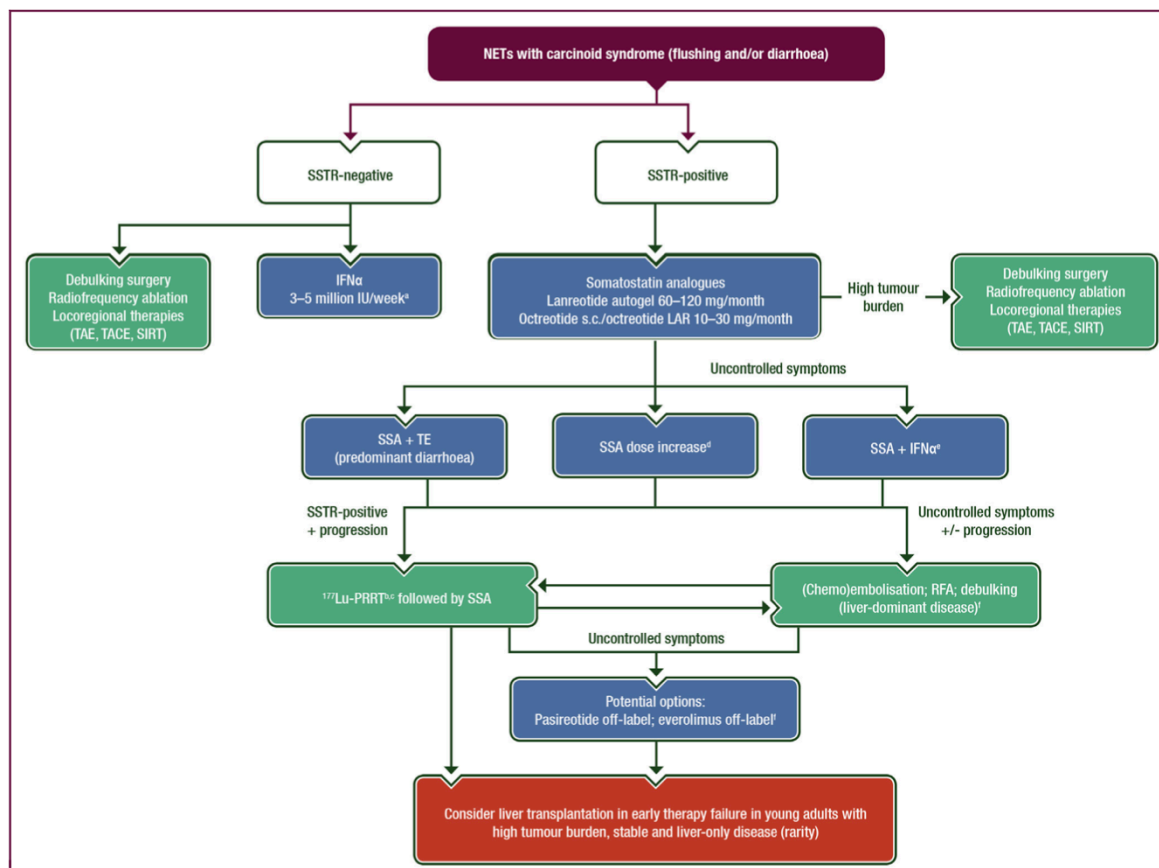 NETs with carcinoid syndrome (flushing and/or diarrhoea)
SSTR-negative
SSTR-positive
Debulking surgery
Radiofrequency ablation
Locoregional therapies
(TAE, TACE, SIRT)
IFNα
3–5 million IU/weekᵃ
Somatostatin analogues
Lanreotide autogel 60–120 mg/month
Octreotide s.c./octreotide LAR 10–30 mg/month
High tumour
burden
Debulking surgery
Radiofrequency ablation
Locoregional therapies
(TAE, TACE, SIRT)
Uncontrolled symptoms
SSA + TE
(predominant diarrhoea)
SSA dose increaseᵈ
SSA + IFNαᵉ
SSTR-positive
+ progression
Uncontrolled symptoms
+/- progression
¹⁷⁷Lu-PRRTᵇ,ᶜ followed by SSA
(Chemo)embolisation; RFA; debulking
(liver-dominant disease)ᶠ
Uncontrolled symptoms
Potential options:
Pasireotide off-label; everolimus off-labelᶠ
Consider liver transplantation in early therapy failure in young adults with
high tumour burden, stable and liver-only disease (rarity)